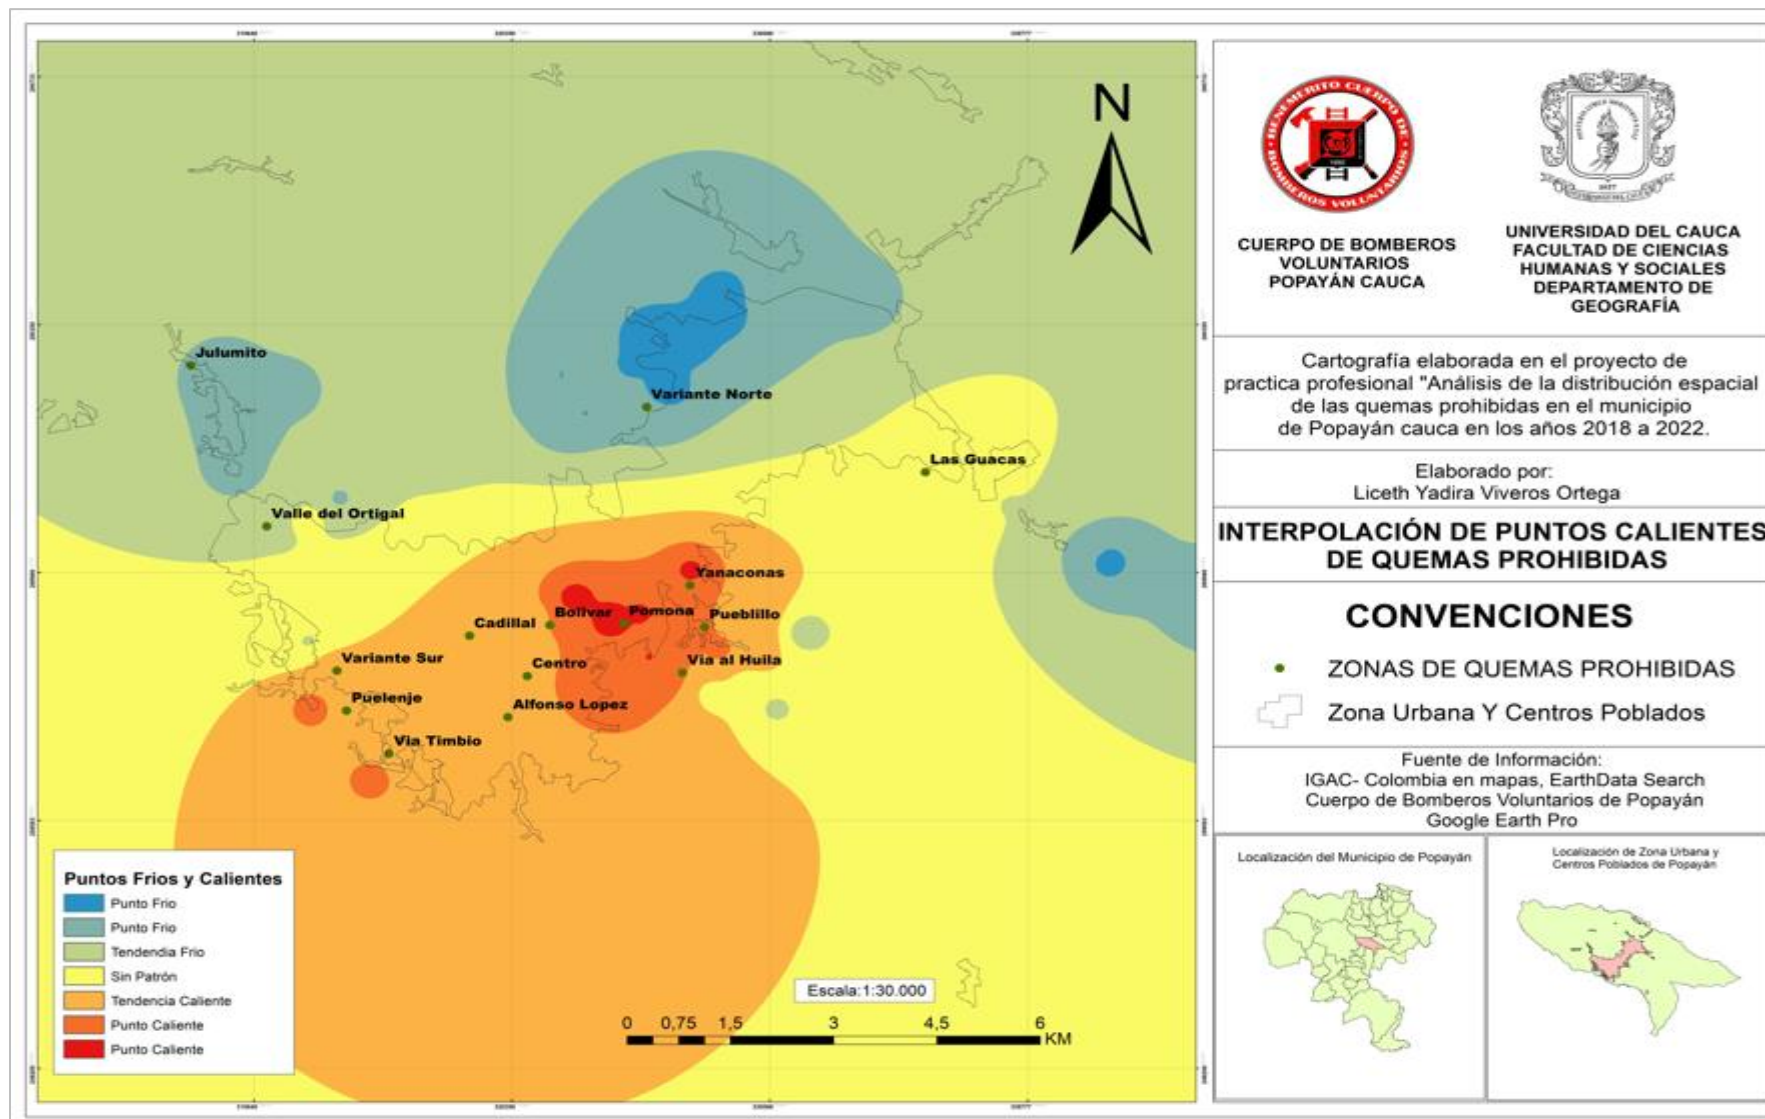 N
Julumito
Variante Norte
Las Guacas
Valle del Ortigal
Yanaconas
Bolivar
Pomona
Pueblillo
Cadillal
Variante Sur
Centro
Via al Huila
Puelenje
Alfonso Lopez
Via Timbio
Puntos Frios y Calientes
Punto Frio
Punto Frio
Tendendia Frio
Sin Patrón
Tendencia Caliente
Punto Caliente
Punto Caliente
Escala:1:30.000
0 0,75 1,5 3 4,5 6
KM
BENEMERITO CUERPO DE
BOMBEROS VOLUNTARIOS
CUERPO DE BOMBEROS
VOLUNTARIOS
POPAYÁN CAUCA
UNIVERSIDAD DEL CAUCA
FACULTAD DE CIENCIAS
HUMANAS Y SOCIALES
DEPARTAMENTO DE
GEOGRAFÍA
Cartografía elaborada en el proyecto de
practica profesional "Análisis de la distribución espacial
de las quemas prohibidas en el municipio
de Popayán cauca en los años 2018 a 2022.
Elaborado por:
Liceth Yadira Viveros Ortega
INTERPOLACIÓN DE PUNTOS CALIENTES
DE QUEMAS PROHIBIDAS
CONVENCIONES
ZONAS DE QUEMAS PROHIBIDAS
Zona Urbana Y Centros Poblados
Fuente de Información:
IGAC- Colombia en mapas, EarthData Search
Cuerpo de Bomberos Voluntarios de Popayán
Google Earth Pro
Localización del Municipio de Popayán
Localización de Zona Urbana y
Centros Poblados de Popayán